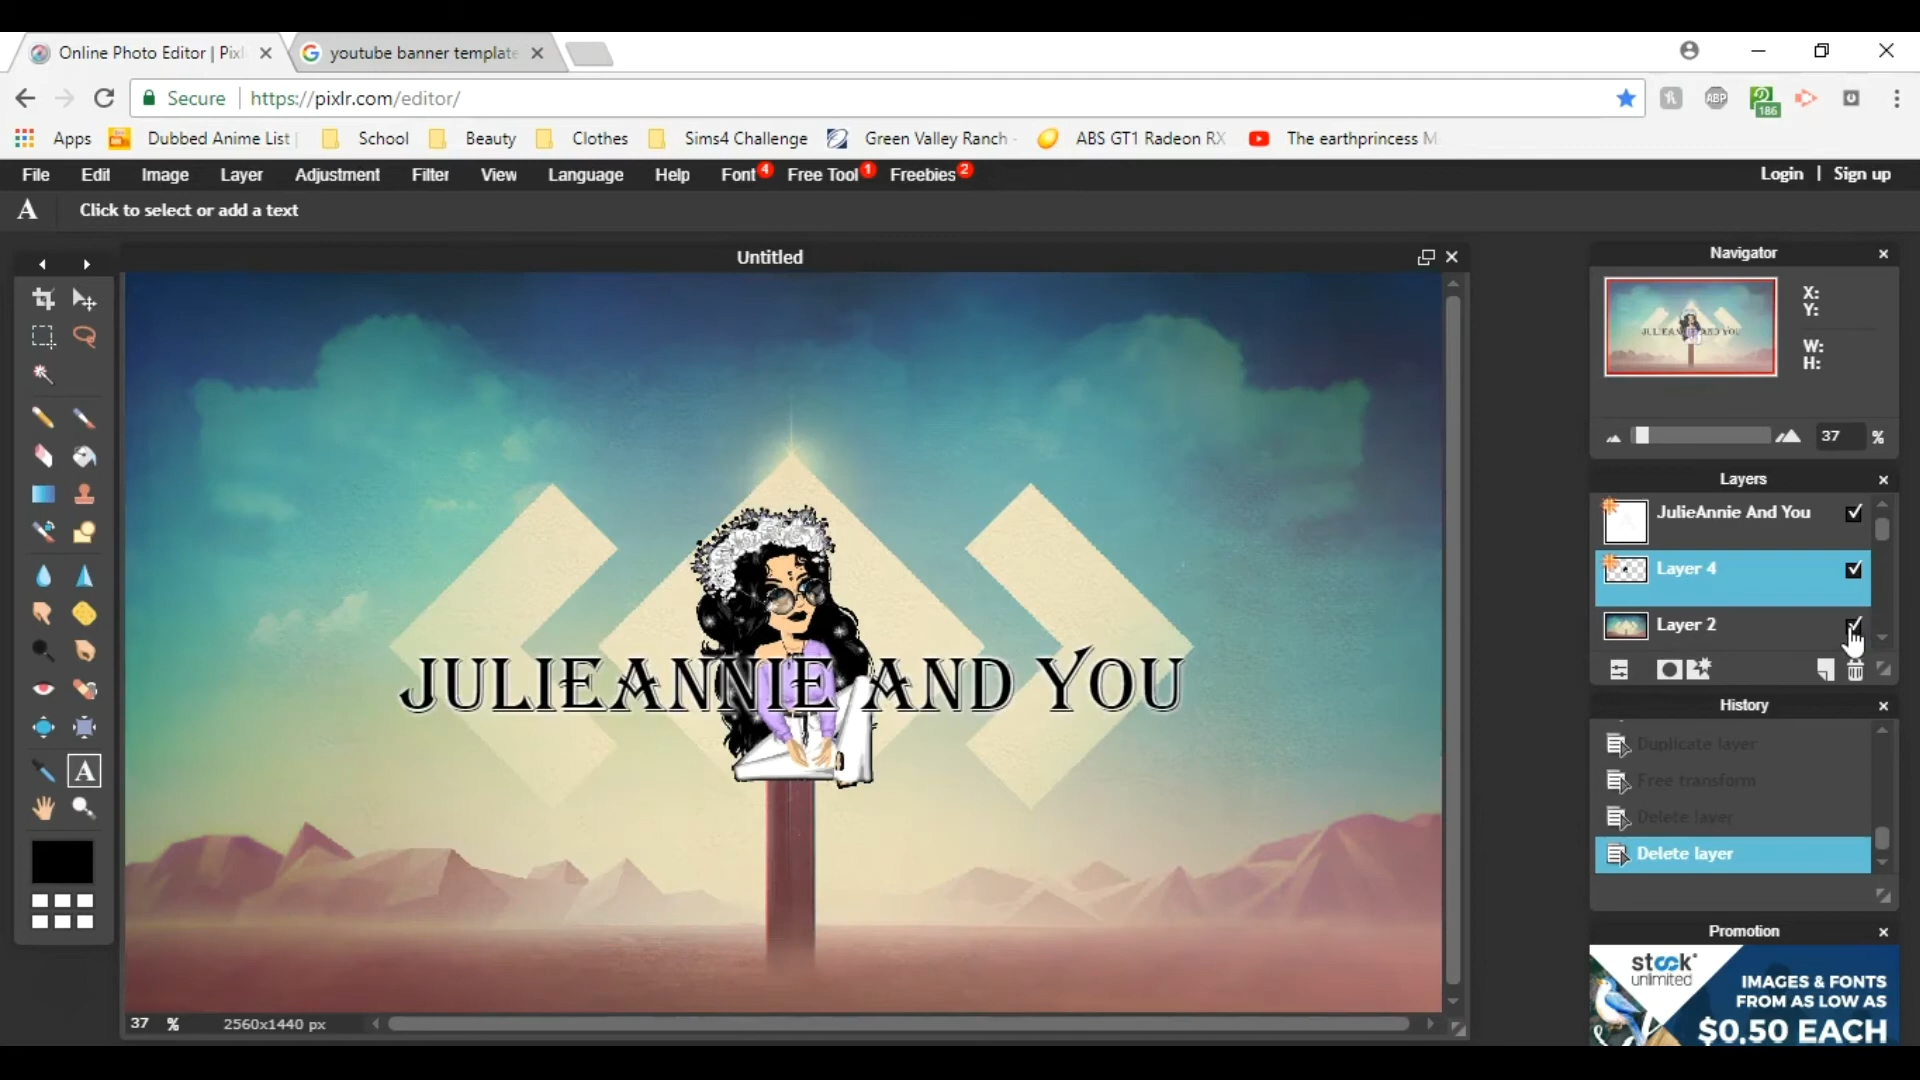 Online Photo Editor | Pixl
youtube banner template
Secure
https://pixlr.com/editor/
ABP
186
Apps
Dubbed Anime List
School
Beauty
Clothes
Sims4 Challenge
Green Valley Ranch -
ABS GT1 Radeon RX
The earthprincess M
File Edit Image Layer Adjustment Filter View Language Help Font 4 Free Tool 1 Freebies 2
Login | Sign up
A
Click to select or add a text
Untitled
Navigator
X:
Y:
W:
H:
37 %
Layers
JulieAnnie And You
Layer 4
Layer 2
History
Duplicate layer
Free transform
Delete layer
Delete layer
A
JULIEANNIE AND YOU
37 %
2560x1440 px
Promotion
stock
unlimited
IMAGES & FONTS
FROM AS LOW AS
$0.50 EACH